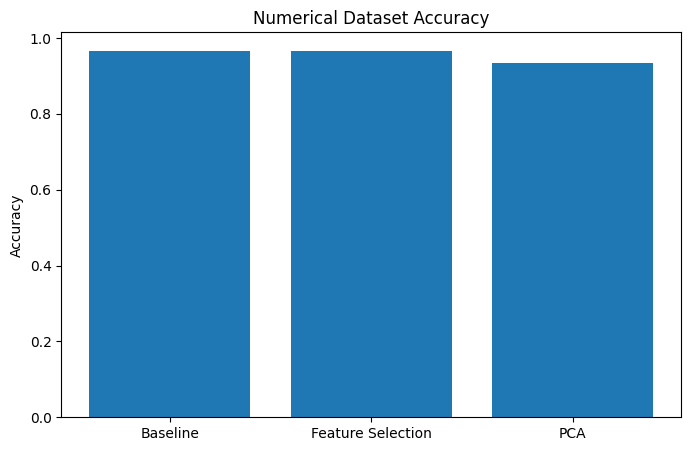 Numerical Dataset Accuracy
1.0
0.8
0.6
0.4
0.2
0.0
Accuracy
Baseline
Feature Selection
PCA